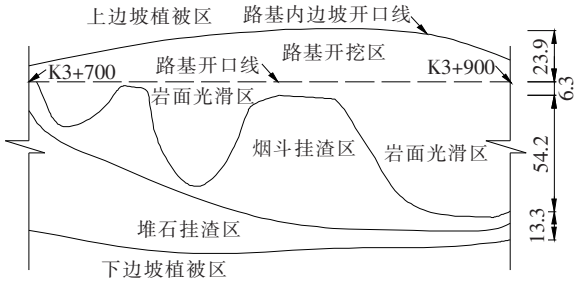 上边坡植被区
路基内边坡开口线
路基开挖区
K3+700
路基开口线
K3+900
岩面光滑区
烟斗挂渣区
岩面光滑区
堆石挂渣区
下边坡植被区
23.9
6.3
54.2
13.3